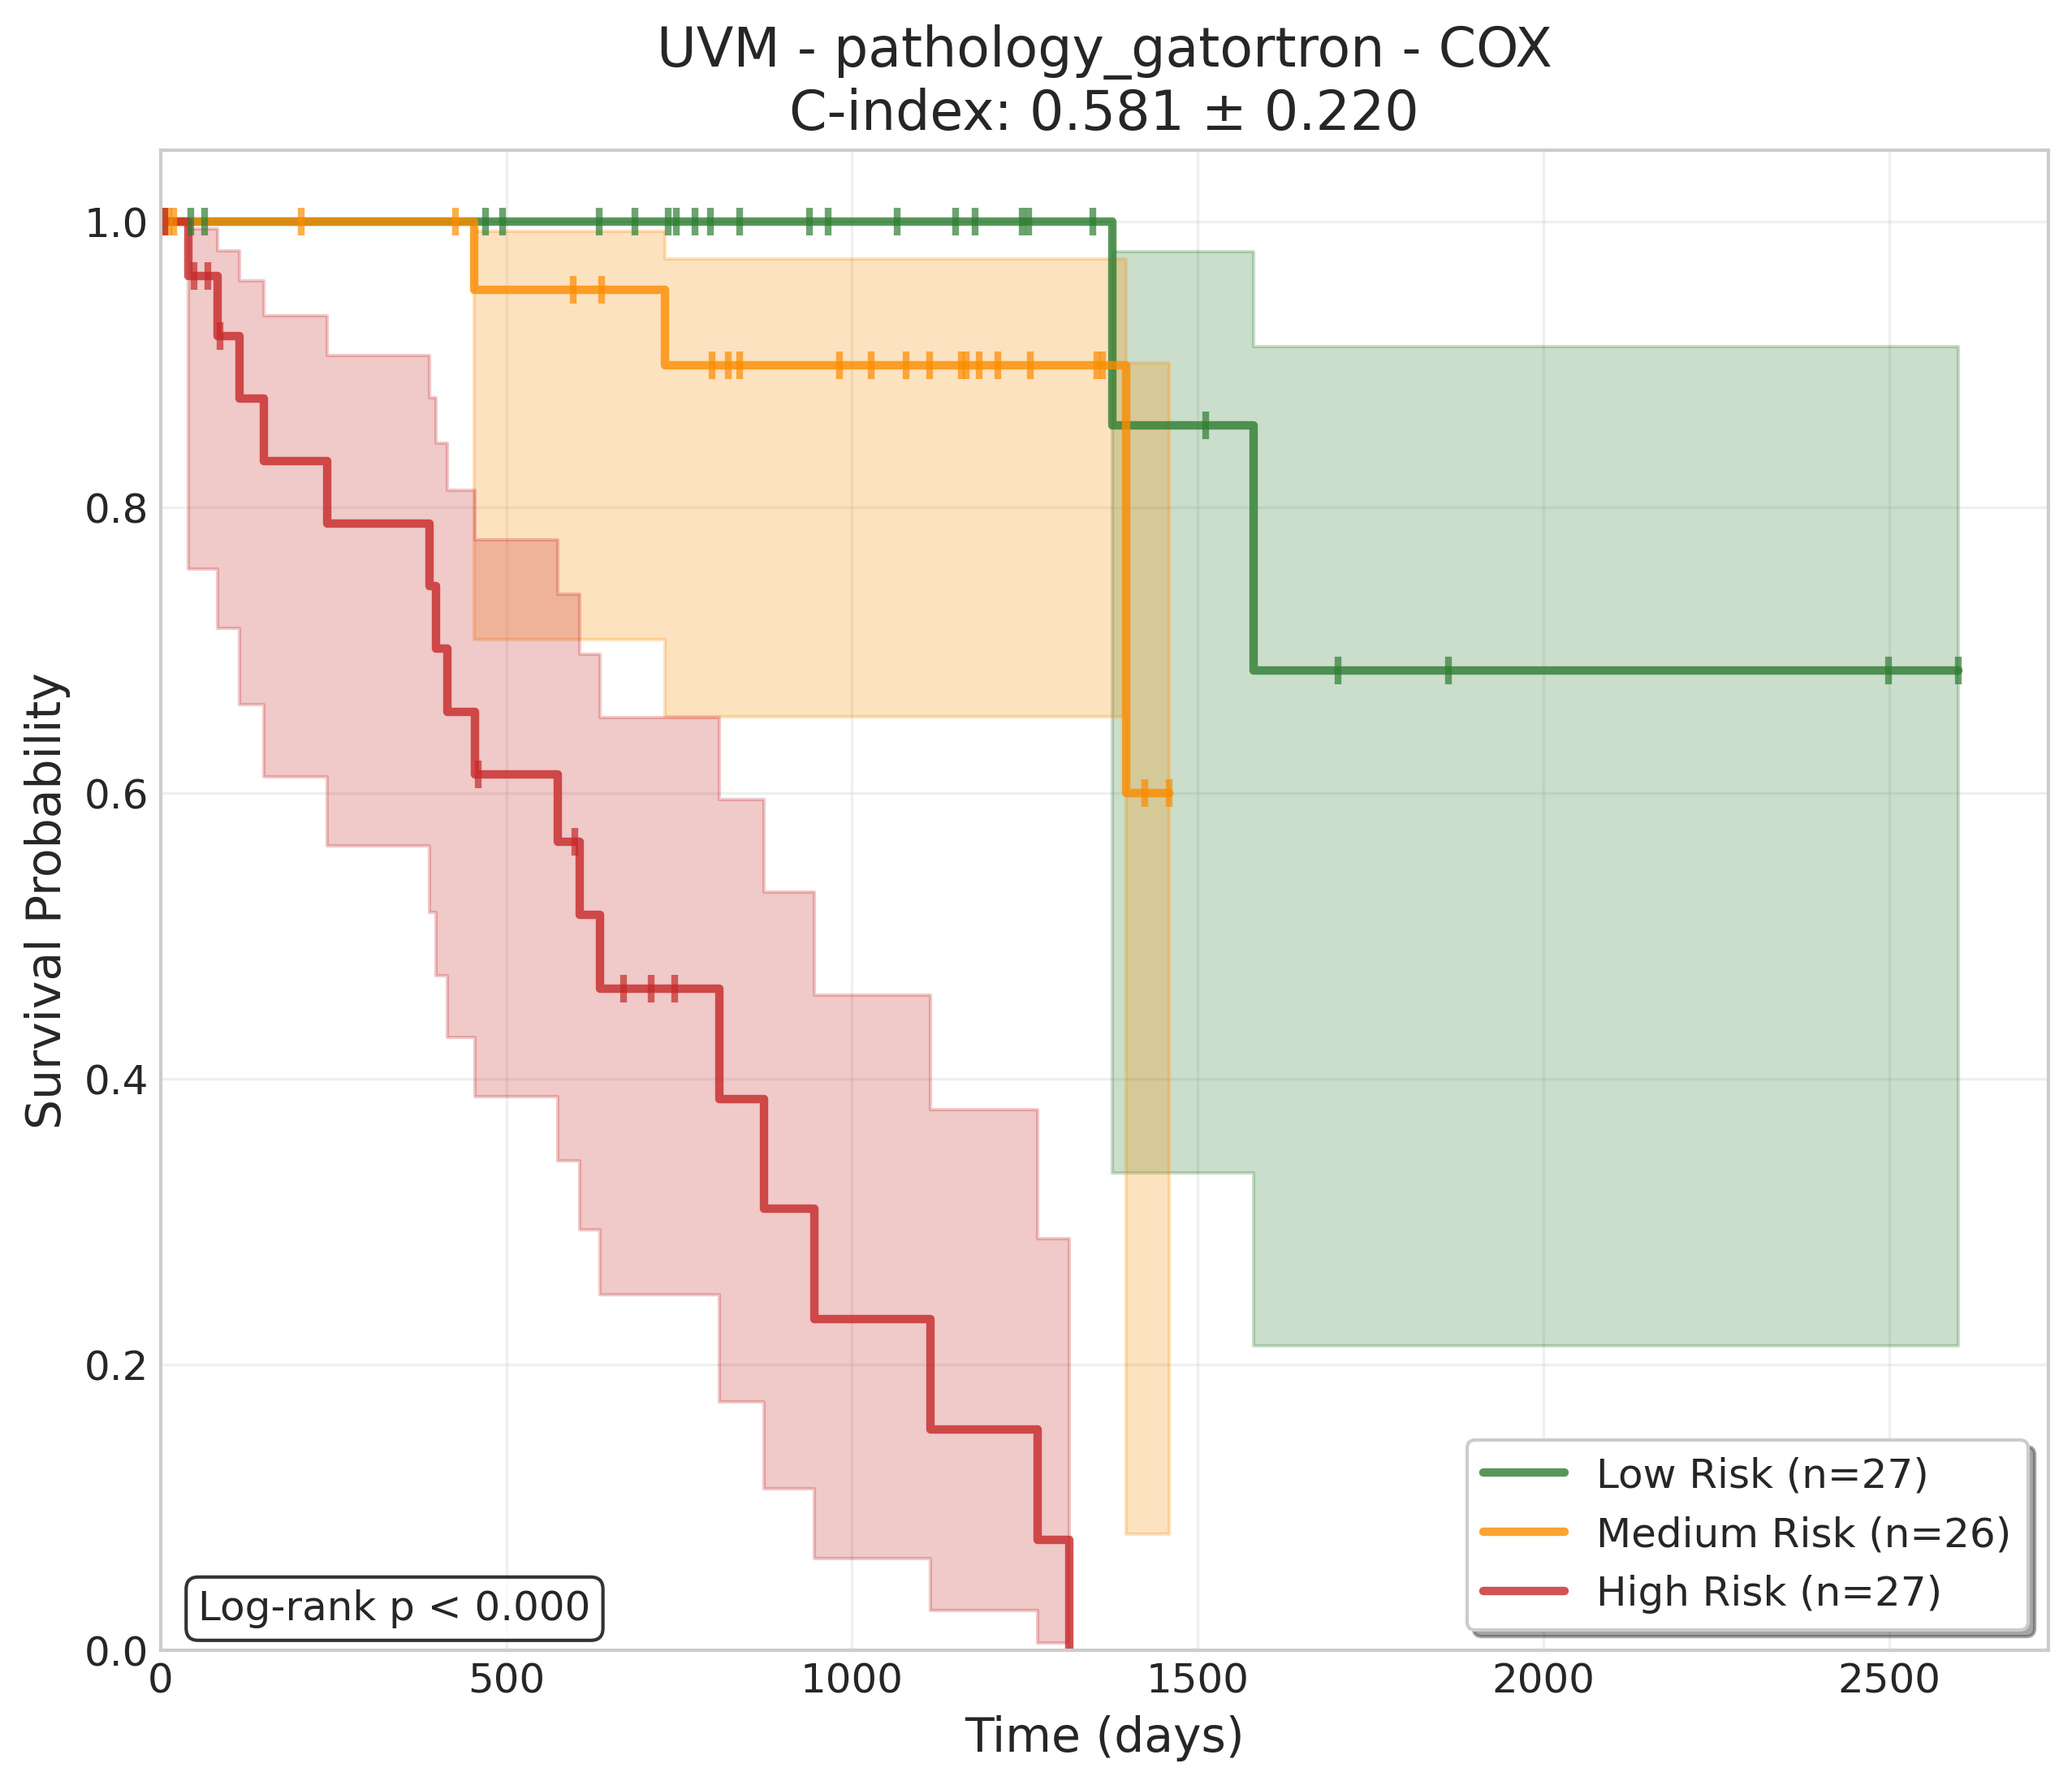 UVM - pathology_gatortron - COX
C-index: 0.581 ± 0.220
Survival Probability
1.0
0.8
0.6
0.4
0.2
0.0
Log-rank p < 0.000
Low Risk (n=27)
Medium Risk (n=26)
High Risk (n=27)
0
500
1000
1500
2000
2500
Time (days)